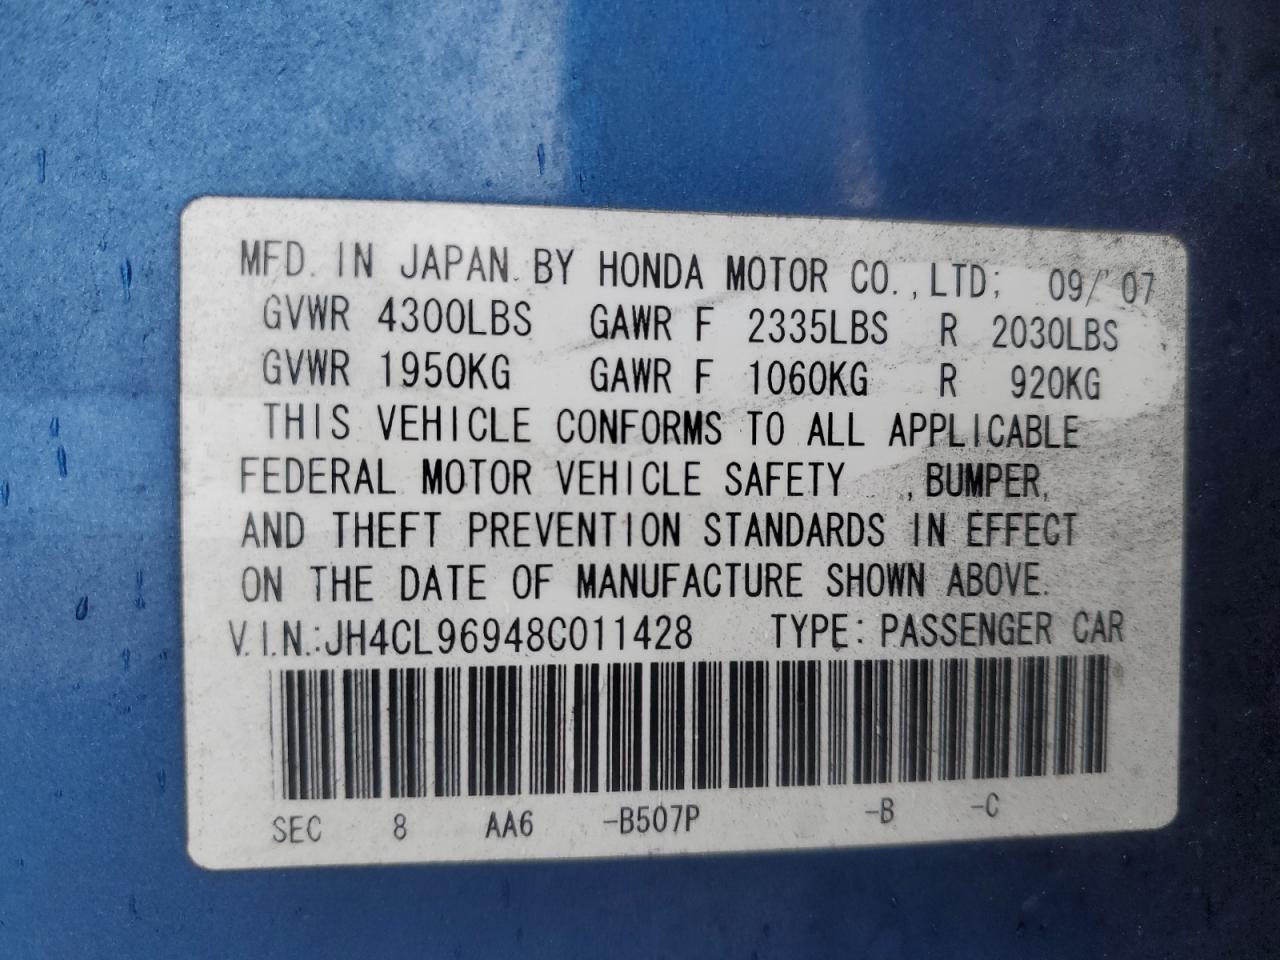 MFD. IN JAPAN BY HONDA MOTOR CO., LTD; 09/ 07
GVWR 4300LBS GAWR F 2335LBS R 2030LBS
GVWR 1950KG GAWR F 1060KG R 920KG
THIS VEHICLE CONFORMS TO ALL APPLICABLE
FEDERAL MOTOR VEHICLE SAFETY , BUMPER,
AND THEFT PREVENTION STANDARDS IN EFFECT
ON THE DATE OF MANUFACTURE SHOWN ABOVE.
V.I.N.:JH4CL96948C011428 TYPE: PASSENGER CAR
SEC 8 AA6 -B507P -B -C